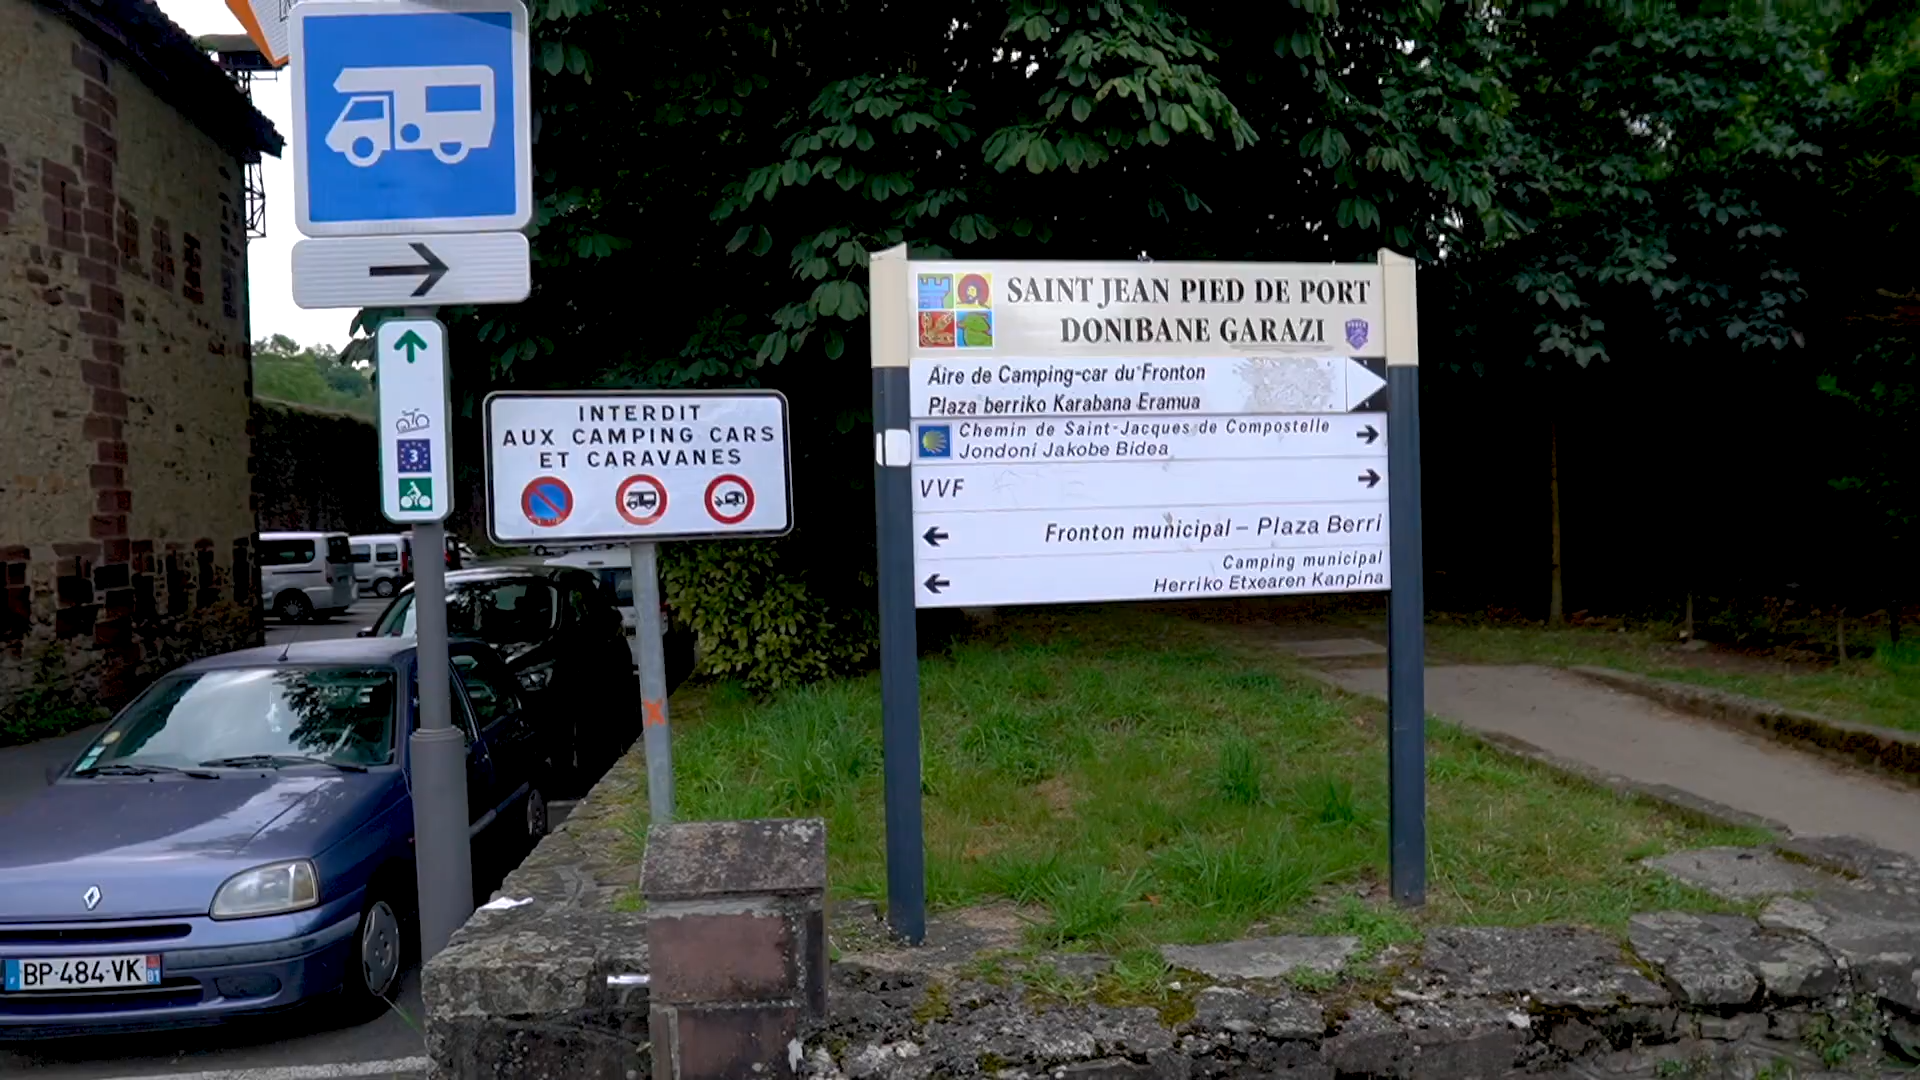 3
INTERDIT
AUX CAMPING CARS
ET CARAVANES
SAINT JEAN PIED DE PORT
DONIBANE GARAZI
Aire de Camping-car du Fronton
Plaza berriko Karabana Eramua
Chemin de Saint-Jacques de Compostelle
Jondoni Jakobe Bidea
VVF
Fronton municipal – Plaza Berri
Camping municipal
Herriko Etxearen Kanpina
F BP-484-VK 91